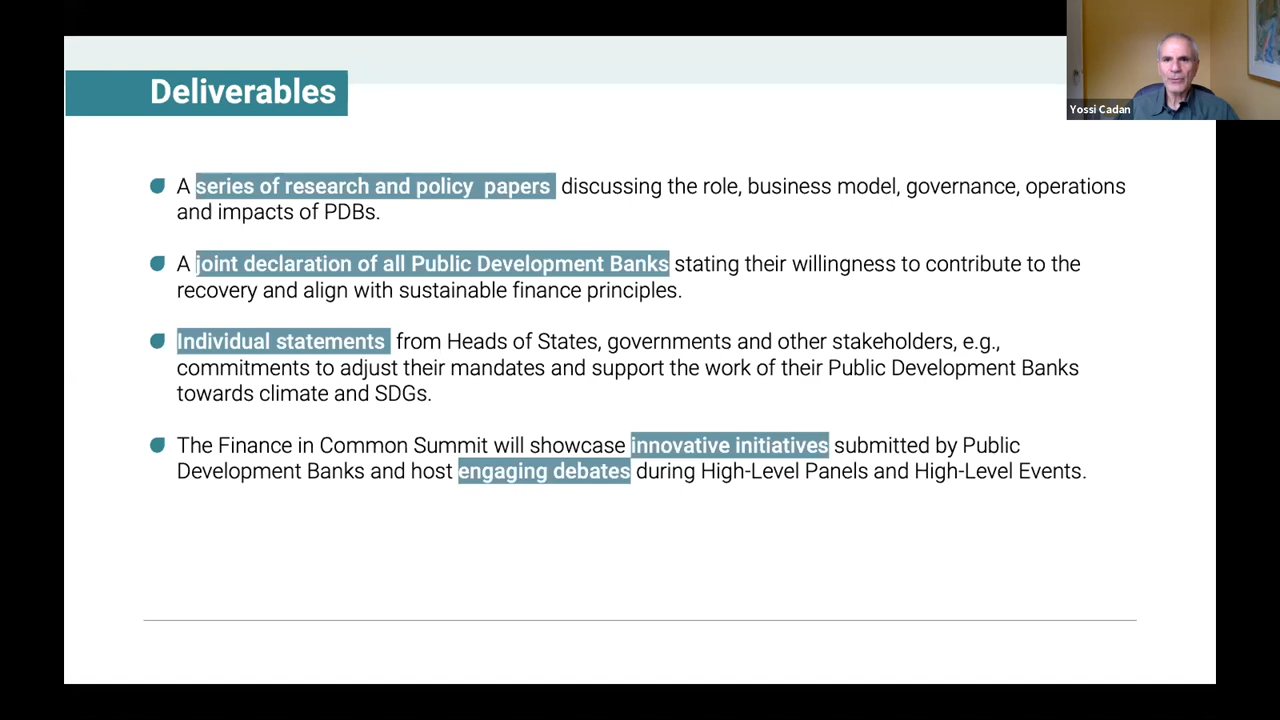 Deliverables
Yossi Cadan
A series of research and policy papers discussing the role, business model, governance, operations
and impacts of PDBs.
A joint declaration of all Public Development Banks stating their willingness to contribute to the
recovery and align with sustainable finance principles.
Individual statements from Heads of States, governments and other stakeholders, e.g.,
commitments to adjust their mandates and support the work of their Public Development Banks
towards climate and SDGs.
The Finance in Common Summit will showcase innovative initiatives submitted by Public
Development Banks and host engaging debates during High-Level Panels and High-Level Events.